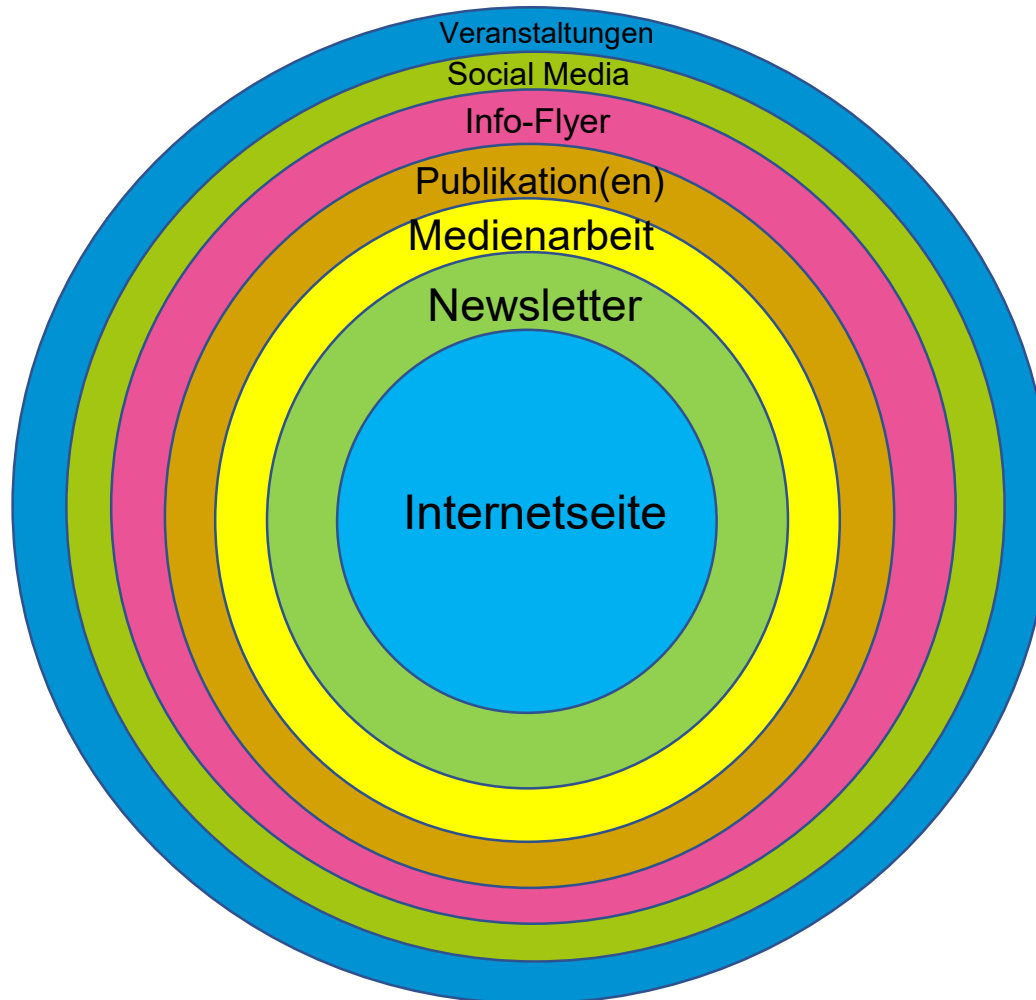 Veranstaltungen
Social Media
Info-Flyer
Publikation(en)
Medienarbeit
Newsletter
Internetseite